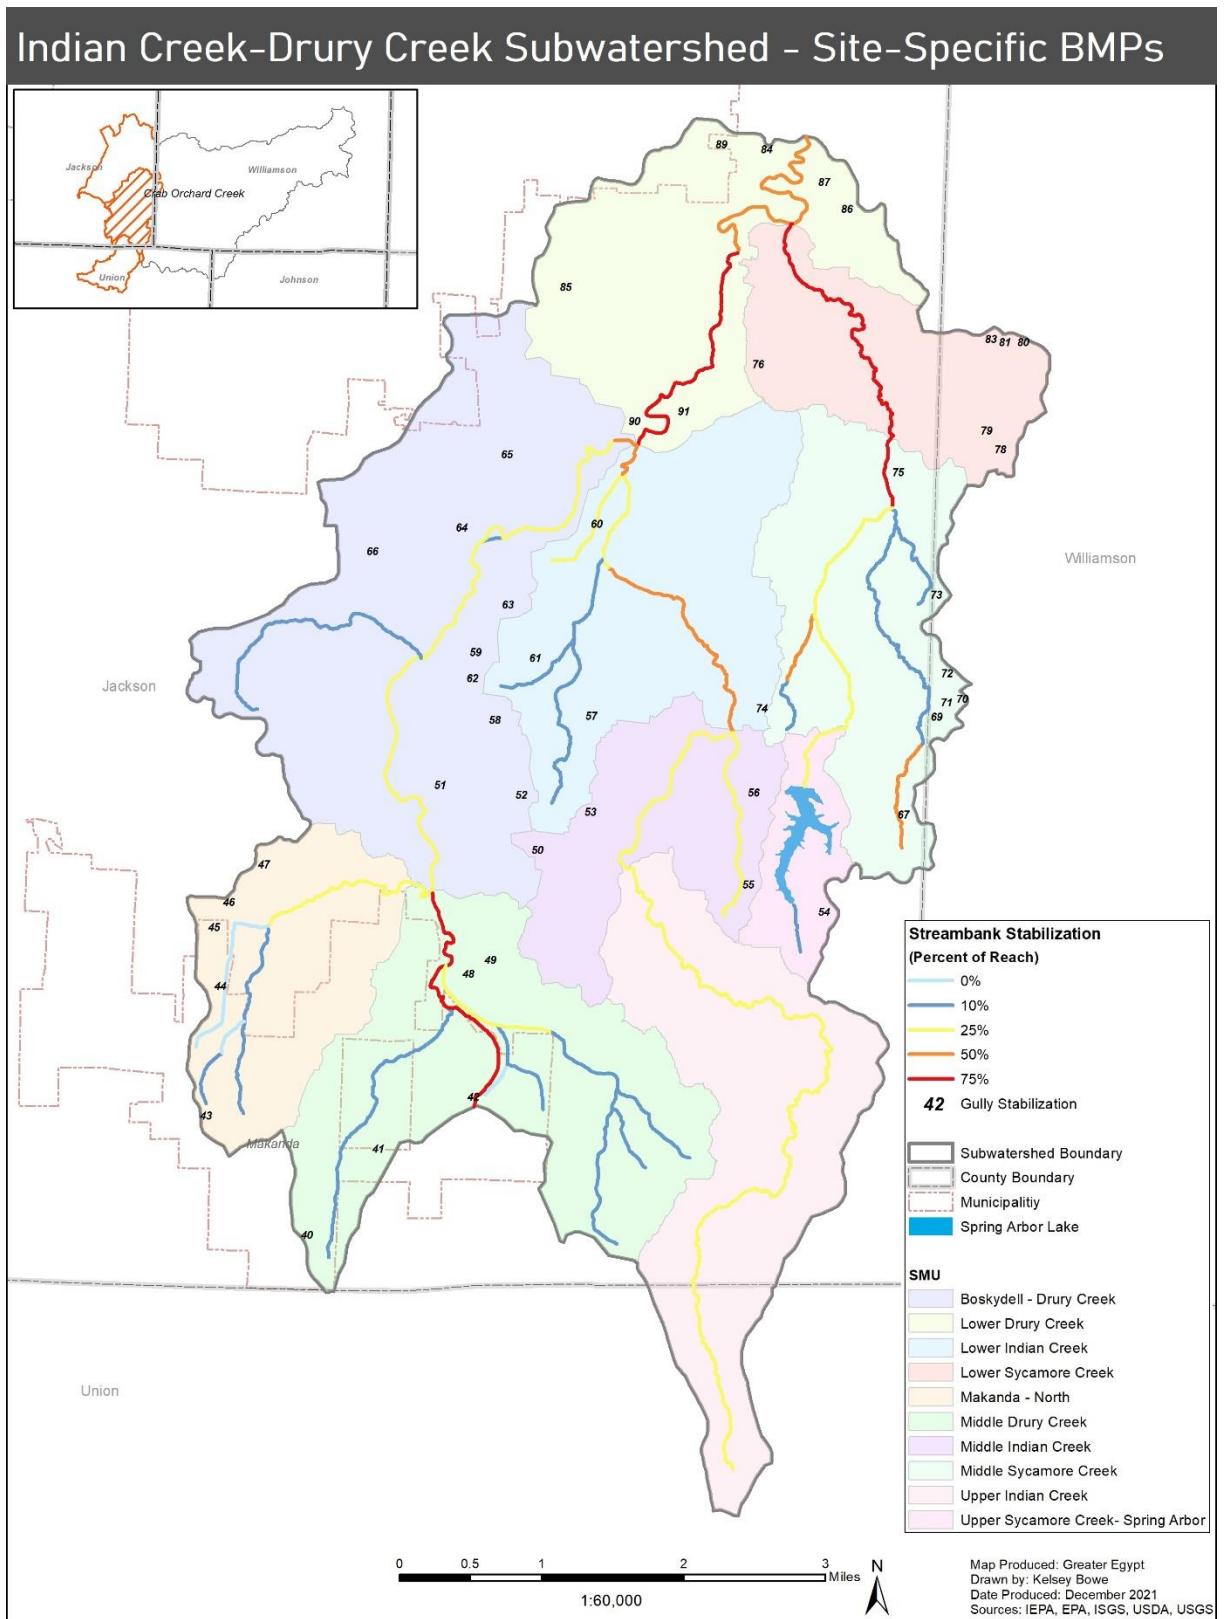 Indian Creek-Drury Creek Subwatershed - Site-Specific BMPs
Jackson
Williamson
Crab Orchard Creek
Union
Johnson
89
84
87
86
85
83
81
80
76
91
90
79
78
65
75
64
60
66
Williamson
73
63
59
61
62
72
Jackson
70
71
69
58
57
74
51
52
56
53
67
50
47
55
46
54
45
49
48
44
42
43
Makanda
41
40
Union
Streambank Stabilization
(Percent of Reach)
0%
10%
25%
50%
75%
42 Gully Stabilization
Subwatershed Boundary
County Boundary
Municipalitiy
Spring Arbor Lake
SMU
Boskydell - Drury Creek
Lower Drury Creek
Lower Indian Creek
Lower Sycamore Creek
Makanda - North
Middle Drury Creek
Middle Indian Creek
Middle Sycamore Creek
Upper Indian Creek
Upper Sycamore Creek- Spring Arbor
0 0.5 1 2 3
Miles
1:60,000
N
Map Produced: Greater Egypt
Drawn by: Kelsey Bowe
Date Produced: December 2021
Sources: IEPA, EPA, ISGS, USDA, USGS